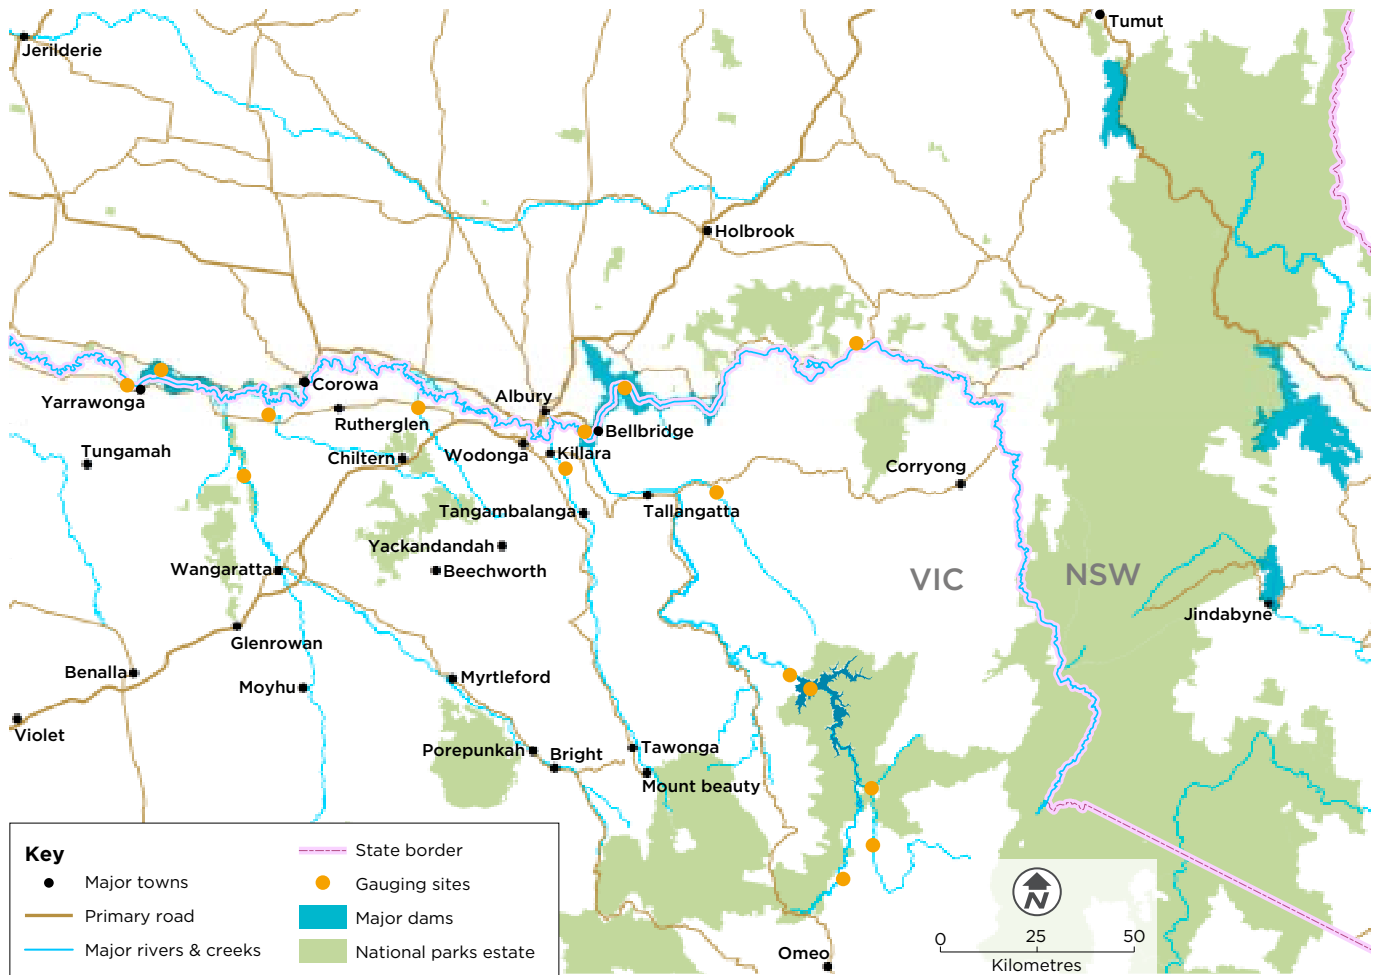 Tumut
Jerilderie
Holbrook
Corowa
Yarrawonga
Albury
Rutherglen
Bellbridge
Tungamah
Chiltern
Wodonga
Killara
Corryong
Tangambalanga
Tallangatta
Yackandandah
Wangaratta
Beechworth
VIC
NSW
Jindabyne
Glenrowan
Benalla
Moyhu
Myrtleford
Violet
Porepunkah
Bright
Tawonga
Mount beauty
Omeo
Key
Major towns
Primary road
Major rivers & creeks
State border
Gauging sites
Major dams
National parks estate
N
0 25 50
Kilometres